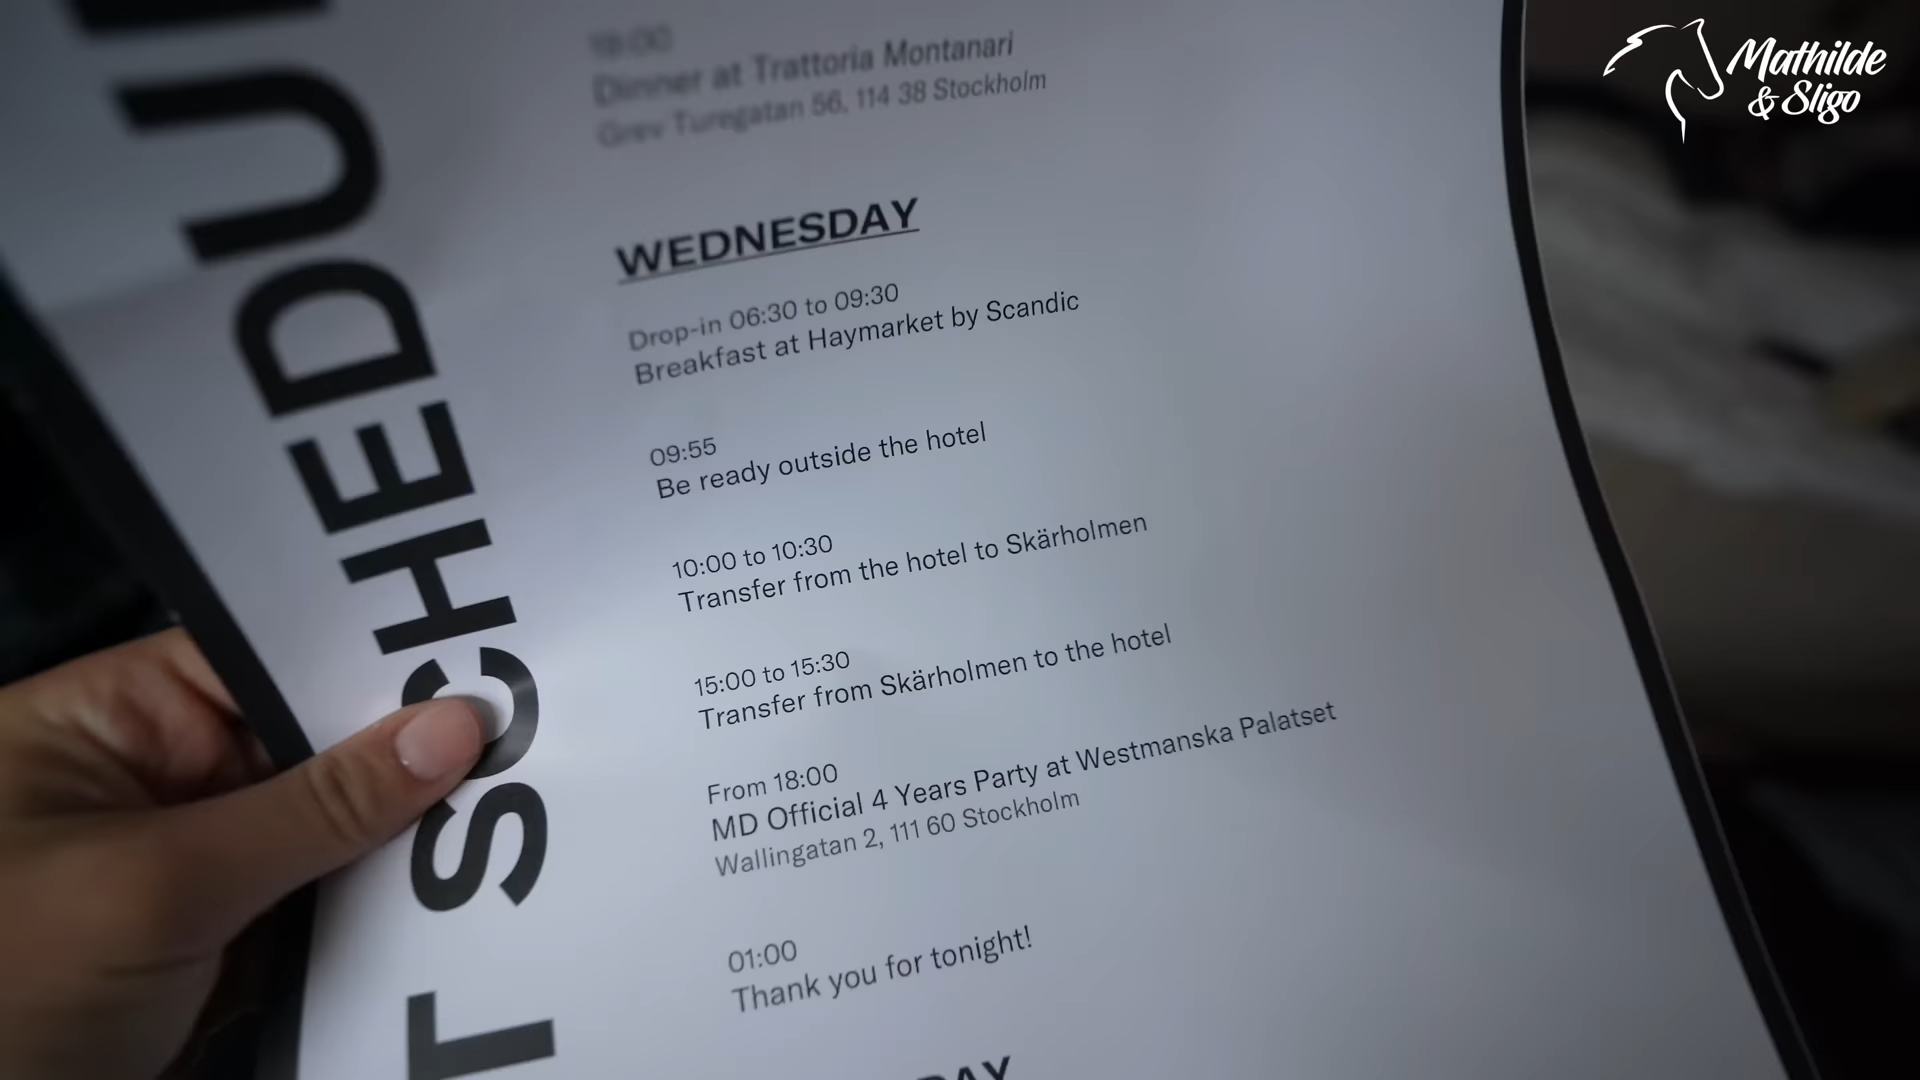 18:00
Dinner at Trattoria Montanari
Grev Turegatan 56, 114 38 Stockholm
WEDNESDAY
Drop-in 06:30 to 09:30
Breakfast at Haymarket by Scandic
09:55
Be ready outside the hotel
10:00 to 10:30
Transfer from the hotel to Skärholmen
15:00 to 15:30
Transfer from Skärholmen to the hotel
From 18:00
MD Official 4 Years Party at Westmanska Palatset
Wallingatan 2, 111 60 Stockholm
01:00
Thank you for tonight!
DAY
T SCHEDU
Mathilde
& Sligo